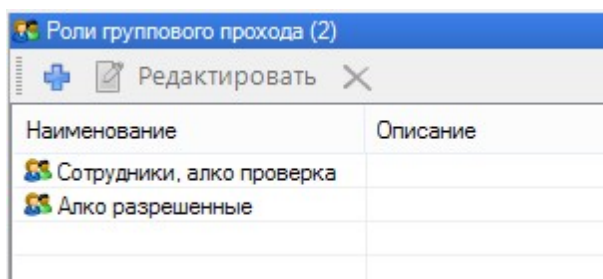 Роли группового прохода (2)
Редактировать
Наименование Описание
Сотрудники, алко проверка
Алко разрешенные